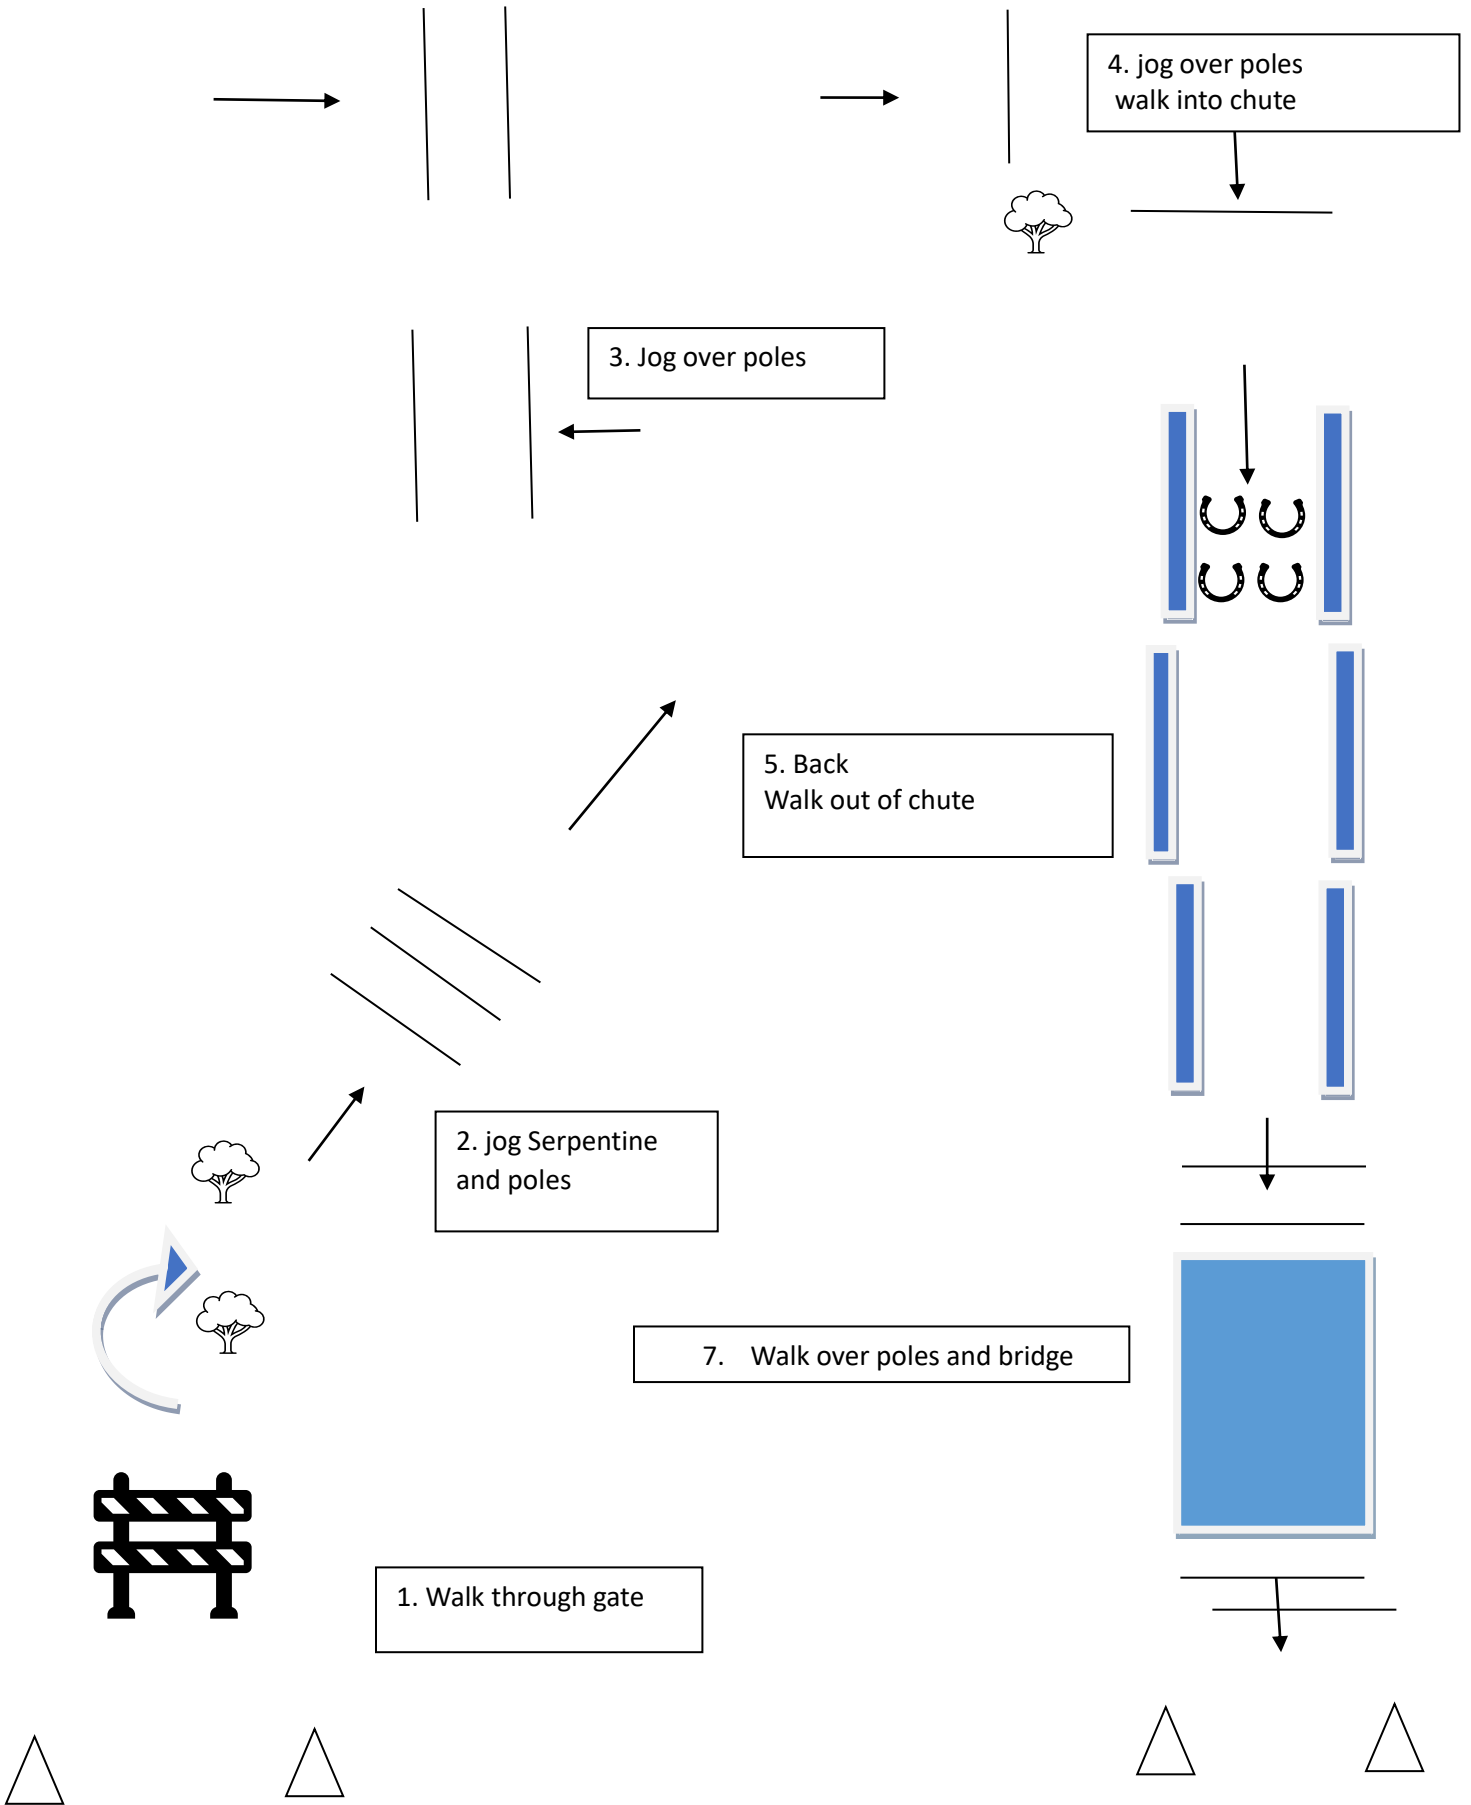 4. jog over poles
walk into chute
3. Jog over poles
5. Back
Walk out of chute
2. jog Serpentine
and poles
7. Walk over poles and bridge
1. Walk through gate